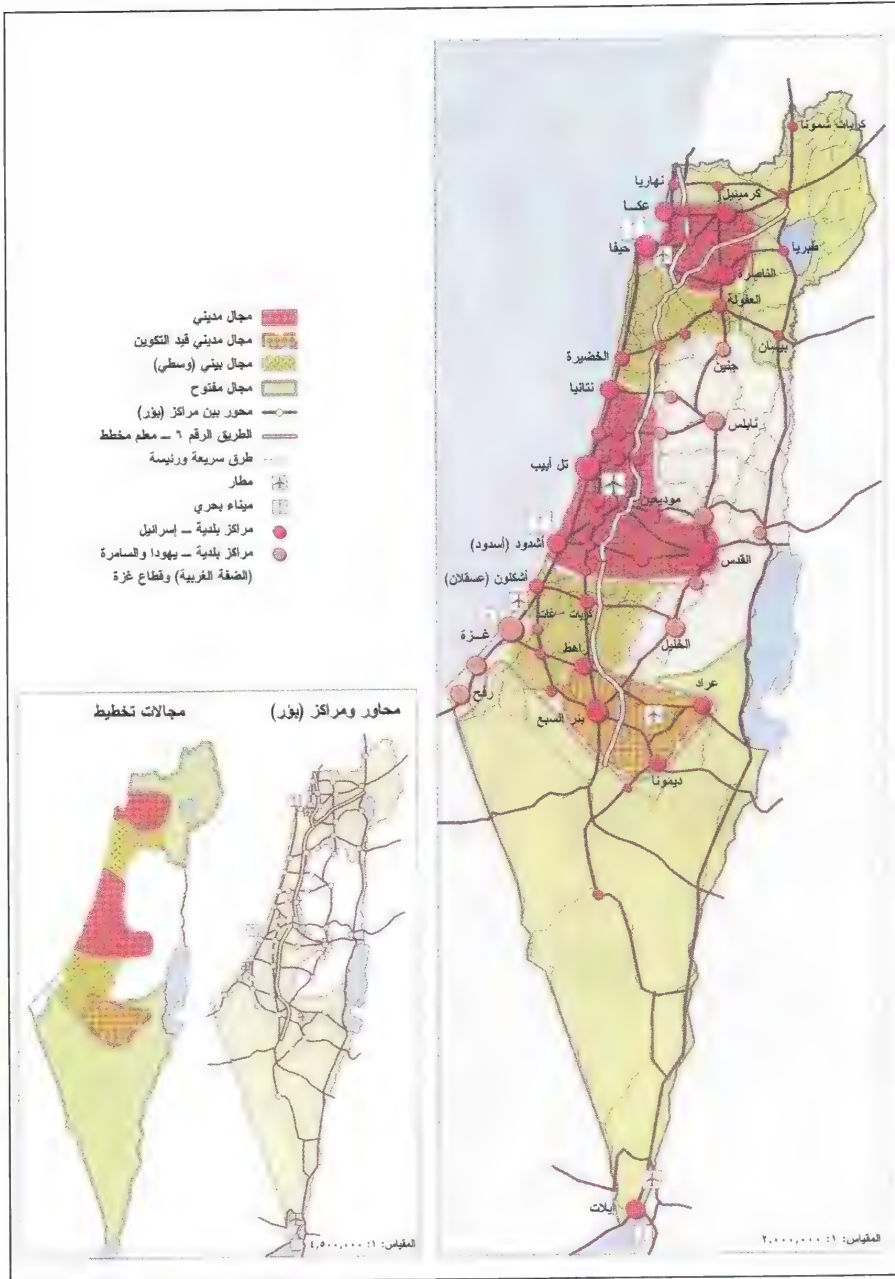 كريات شمونا
نهاريا
كرميئيل
عكـا
حيفا
طبريا
الناصرة
العفولة
بيسان
الخضيرة
جنين
نتانيا
نابلس
تل أبيب
موديعين
أشدود (أسدود)
القدس
أشكلون (عسقلان)
كريات غات
غـزة
الخليل
راهط
رفح
عراد
بئر السبع
ديمونا
إيلات
المقياس: ١: ٢,٠٠٠,٠٠٠
مجال مديني
مجال مديني قيد التكوين
مجال بيني (وسطي)
مجال مفتوح
محور بين مراكز (بؤر)
الطريق الرقم ٦ ــ معلم مخطط
طرق سريعة ورئيسة
مطار
ميناء بحري
مراكز بلدية ــ إسرائيل
مراكز بلدية ــ يهودا والسامرة
(الضفة الغربية) وقطاع غزة
محاور ومراكز (بؤر)
مجالات تخطيط
المقياس: ١: ٤,٥٠٠,٠٠٠